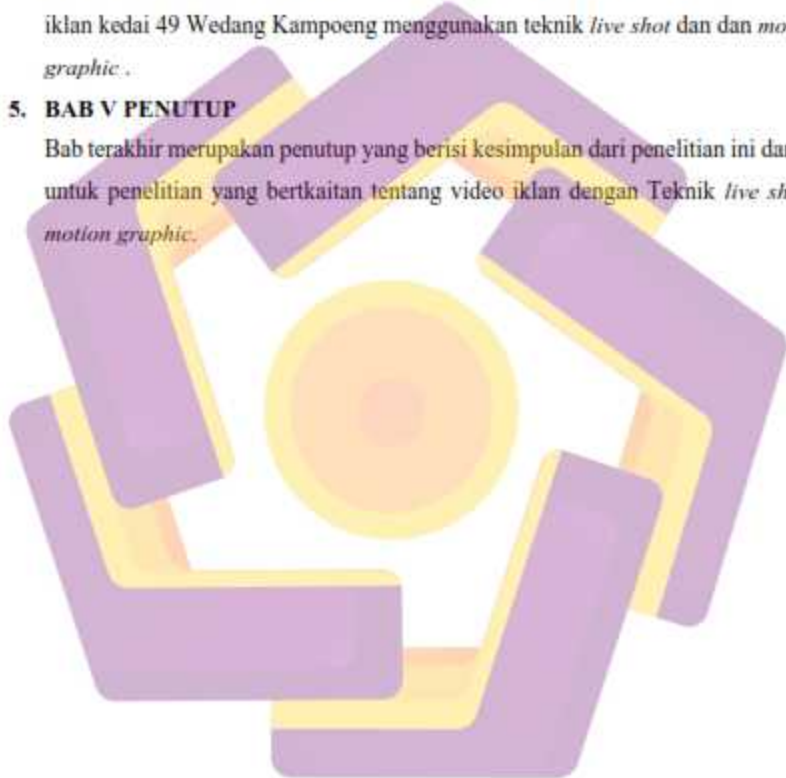 iklan kedai 49 Wedang Kampoeng menggunakan teknik live shot dan dan mo
graphic .
5. BAB V PENUTUP
Bab terakhir merupakan penutup yang berisi kesimpulan dari penelitian ini dar
untuk penelitian yang bertkaitan tentang video iklan dengan Teknik live sh
motion graphic.